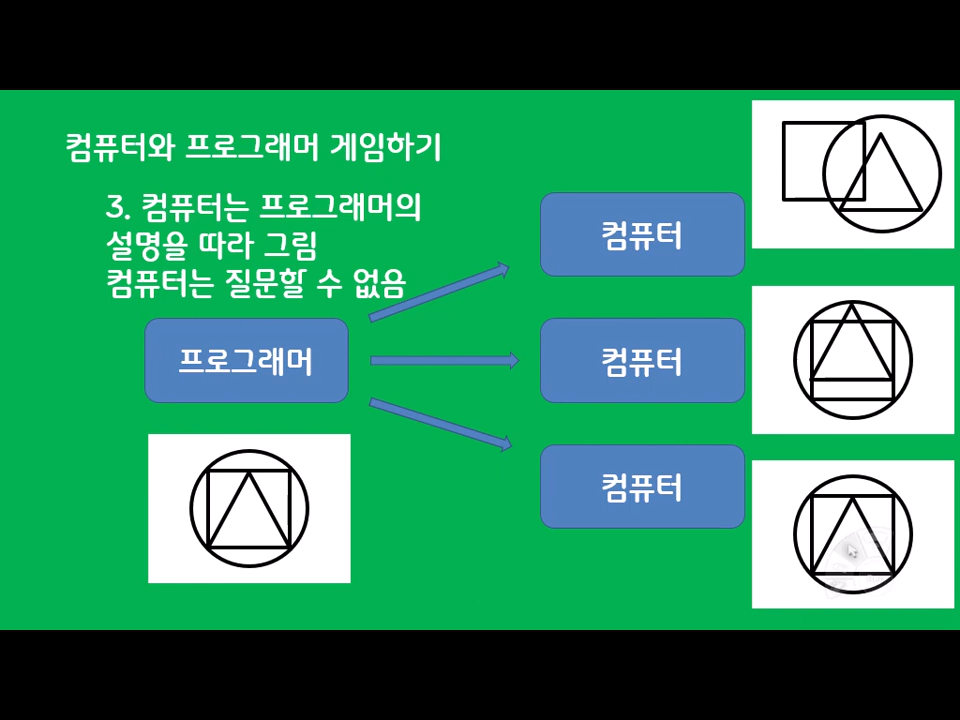 컴퓨터와 프로그래머 게임하기
3. 컴퓨터는 프로그래머의
설명을 따라 그림
컴퓨터는 질문할 수 없음
프로그래머
컴퓨터
컴퓨터
컴퓨터